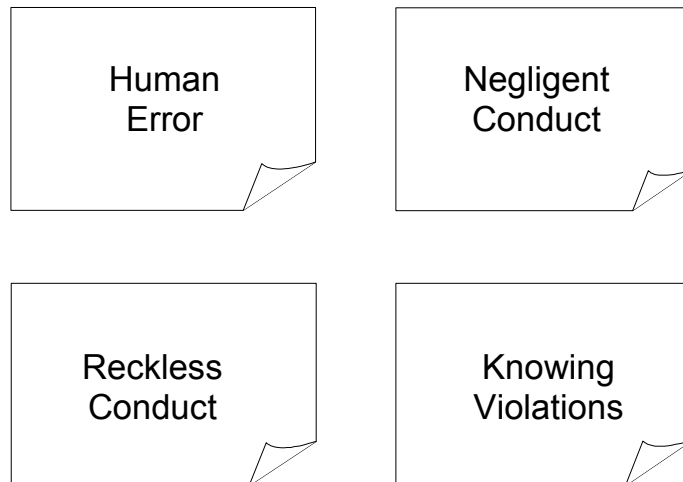 Human
Error
Negligent
Conduct
Reckless
Conduct
Knowing
Violations